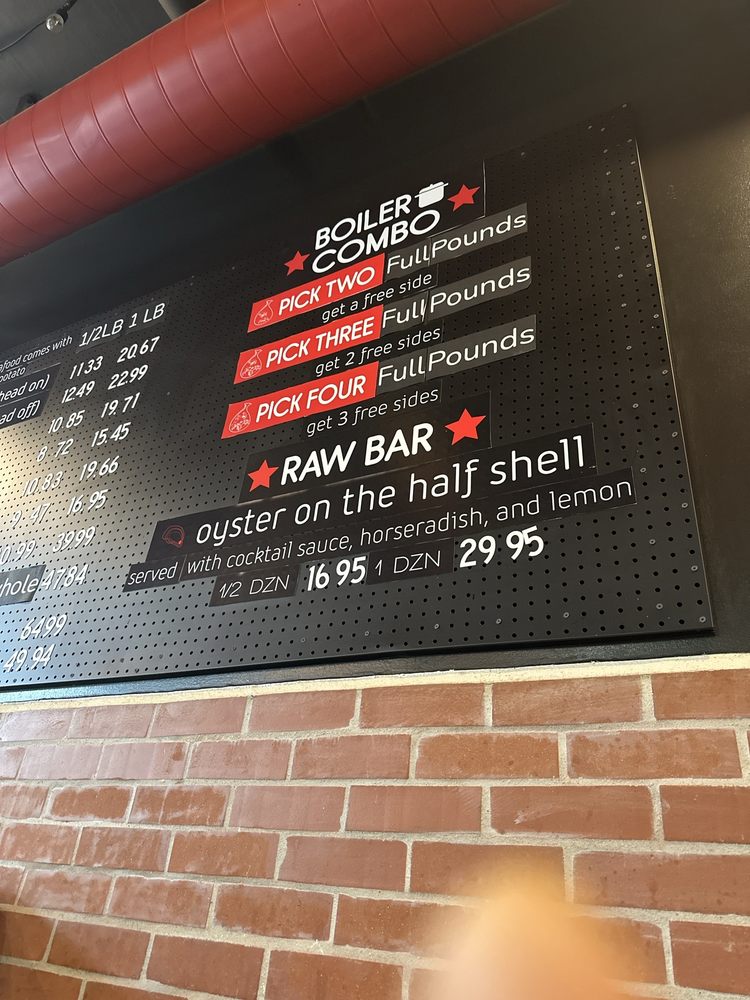 comes with 1/2LB 1 LB
potato
head on) 11 33 20.67
ad off) 12.49 22.99
10.85 19.71
8 72 15.45
10.83 19.66
16.95
39.99
whole 47 84
64.99
49.94
BOILER
COMBO
PICK TWO Full Pounds
get a free side
PICK THREE Full Pounds
get 2 free sides
PICK FOUR Full Pounds
get 3 free sides
RAW BAR
oyster on the half shell
served with cocktail sauce, horseradish, and lemon
1/2 DZN 16 95 1 DZN 29 95